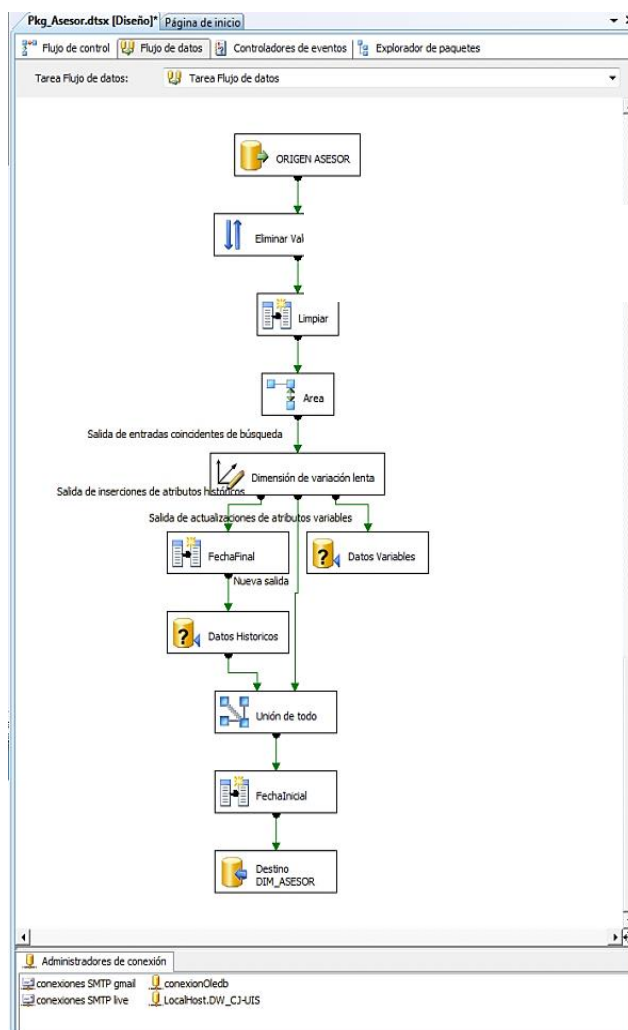 Pkg_Asesor.dtsx [Diseño]* Página de inicio
Flujo de control Flujo de datos Controladores de eventos Explorador de paquetes
Tarea Flujo de datos: Tarea Flujo de datos
ORIGEN ASESOR
Eliminar Val
Limpiar
Area
Salida de entradas coincidentes de búsqueda
Dimensión de variación lenta
Salida de inserciones de atributos históricos
Salida de actualizaciones de atributos variables
FechaFinal
Datos Variables
Nueva salida
Datos Historicos
Unión de todo
FechaInicial
Destino
DIM_ASESOR
Administradores de conexión
conexiones SMTP gmail conexionOledb
conexiones SMTP live LocalHost.DW_CJ-UIS